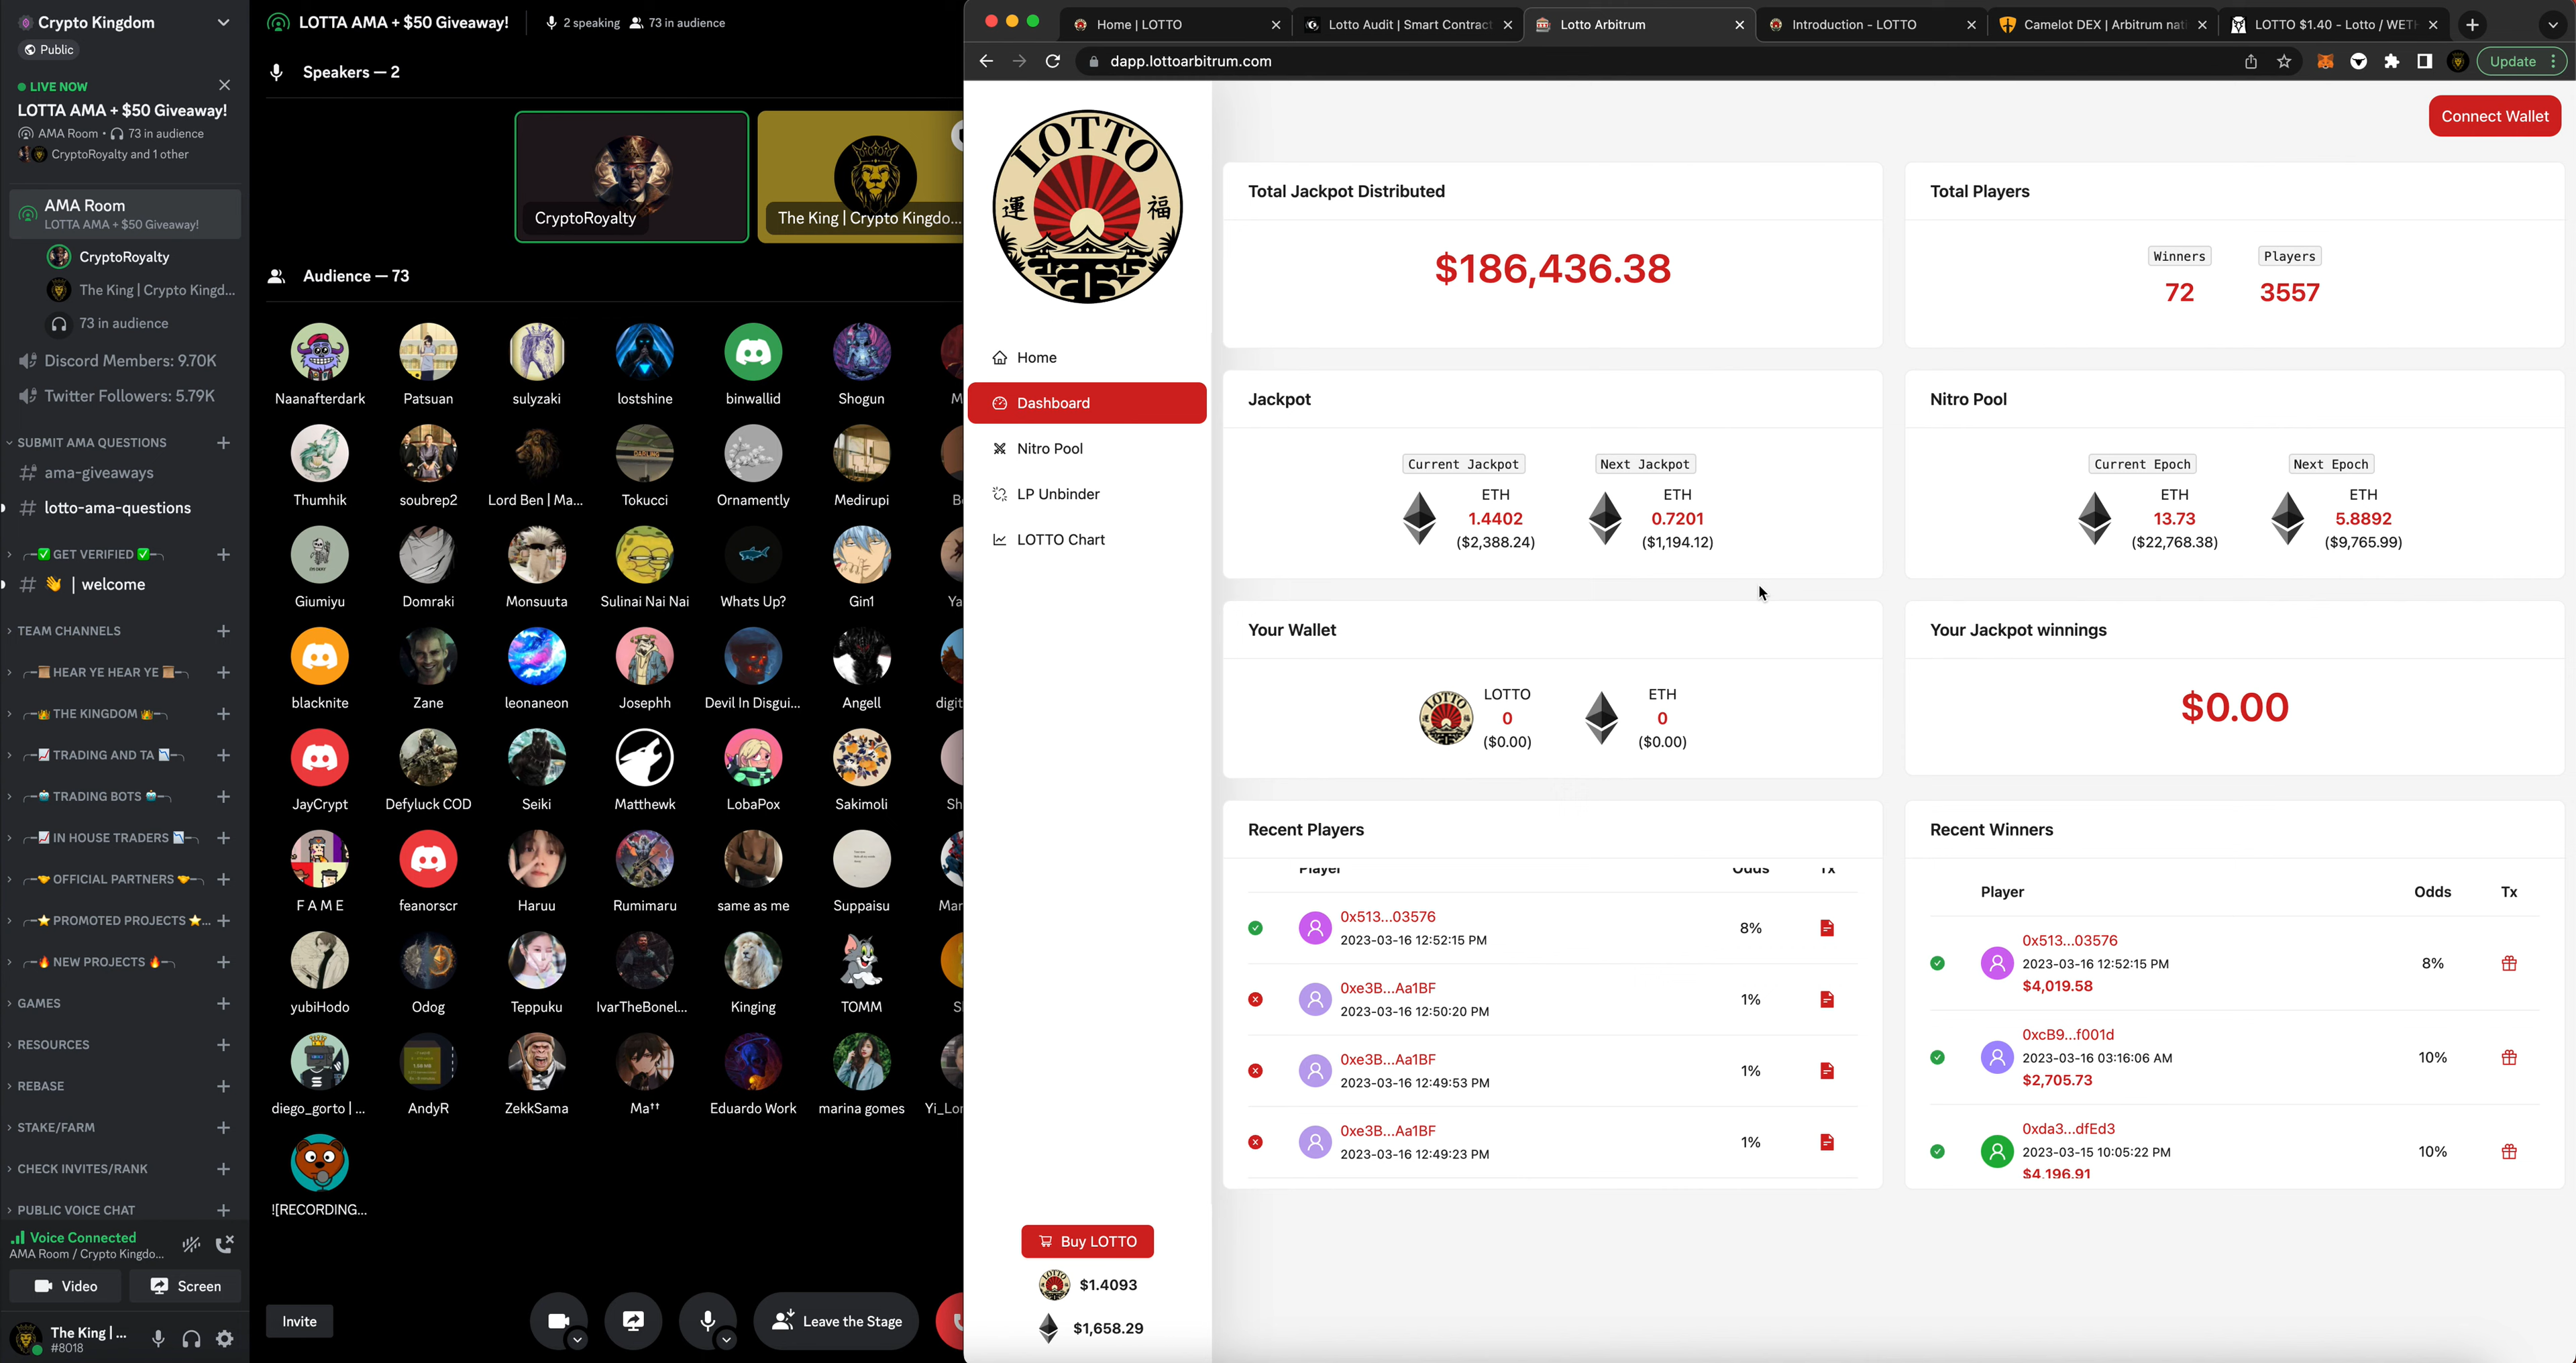 Crypto Kingdom
Public
LIVE NOW
LOTTA AMA + $50 Giveaway!
AMA Room • 73 in audience
CryptoRoyalty and 1 other
AMA Room
LOTTA AMA + $50 Giveaway!
CryptoRoyalty
The King | Crypto Kingd...
73 in audience
Discord Members: 9.70K
Twitter Followers: 5.79K
SUBMIT AMA QUESTIONS
ama-giveaways
lotto-ama-questions
GET VERIFIED
| welcome
TEAM CHANNELS
HEAR YE HEAR YE
THE KINGDOM
TRADING AND TA
TRADING BOTS
IN HOUSE TRADERS
OFFICIAL PARTNERS
PROMOTED PROJECTS ...
NEW PROJECTS
GAMES
RESOURCES
REBASE
STAKE/FARM
CHECK INVITES/RANK
PUBLIC VOICE CHAT
Voice Connected
AMA Room / Crypto Kingdo...
Video Screen
The King | ...
#8018
LOTTA AMA + $50 Giveaway!
2 speaking 73 in audience
Speakers — 2
CryptoRoyalty
The King | Crypto Kingdo...
Audience — 73
Naanafterdark Patsuan sulyzaki lostshine binwallid Shogun
Thumhik soubrep2 Lord Ben | Ma... Tokucci Ornamently Medirupi
DARLING
Giumiyu Domraki Monsuuta Sulinai Nai Nai Whats Up? Gin1
blacknite Zane leonaneon Josephh Devil In Disgui... Angell digit
JayCrypt Defyluck COD Seiki Matthewk LobaPox Sakimoli Sh
F A M E feanorscr Haruu Rumimaru same as me Suppaisu Mar
yubiHodo Odog Teppuku IvarTheBonel... Kinging TOMM
diego_gorto | ... AndyR ZekkSama Ma†† Eduardo Work marina gomes Yi_Lor
![RECORDING...
Invite
Leave the Stage
Home | LOTTO
Lotto Audit | Smart Contract
Lotto Arbitrum
Introduction - LOTTO
Camelot DEX | Arbitrum nati
LOTTO $1.40 - Lotto / WETH
dapp.lottoarbitrum.com
Update
LOTTO
運 福
Home
Dashboard
Nitro Pool
LP Unbinder
LOTTO Chart
Buy LOTTO
$1.4093
$1,658.29
Connect Wallet
Total Jackpot Distributed
$186,436.38
Total Players
Winners Players
72 3557
Jackpot
Current Jackpot Next Jackpot
ETH ETH
1.4402 0.7201
($2,388.24) ($1,194.12)
Nitro Pool
Current Epoch Next Epoch
ETH ETH
13.73 5.8892
($22,768.38) ($9,765.99)
Your Wallet
LOTTO ETH
0 0
($0.00) ($0.00)
Your Jackpot winnings
$0.00
Recent Players
Player Odds Tx
0x513...03576
2023-03-16 12:52:15 PM
8%
0xe3B...Aa1BF
2023-03-16 12:50:20 PM
1%
0xe3B...Aa1BF
2023-03-16 12:49:53 PM
1%
0xe3B...Aa1BF
2023-03-16 12:49:23 PM
1%
Recent Winners
Player Odds Tx
0x513...03576
2023-03-16 12:52:15 PM
$4,019.58
8%
0xcB9...f001d
2023-03-16 03:16:06 AM
$2,705.73
10%
0xda3...dfEd3
2023-03-15 10:05:22 PM
$4,196.91
10%